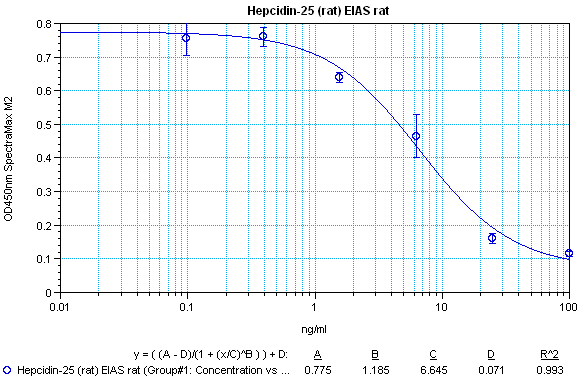 Hepcidin-25 (rat) EIAS rat
0.8
0.7
0.6
0.5
0.4
0.3
0.2
0.1
0
OD450nm SpectraMax M2
0.01 0.1 1 10 100
ng/ml
y = ( (A - D)/(1 + (x/C)^B ) ) + D: A B C D R^2
Hepcidin-25 (rat) EIAS rat (Group#1: Concentration vs ... 0.775 1.185 6.645 0.071 0.993